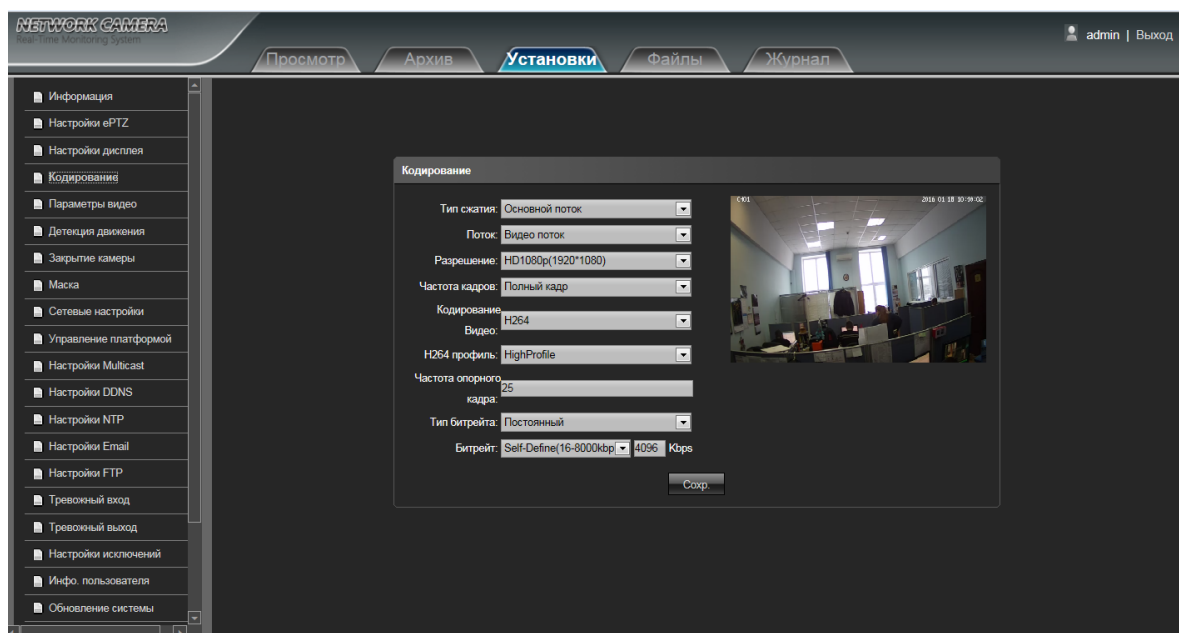 NETWORK CAMERA
Real-Time Monitoring System
admin | Выход
Просмотр
Архив
Установки
Файлы
Журнал
Информация
Настройки ePTZ
Настройки дисплея
Кодирование
Параметры видео
Детекция движения
Закрытие камеры
Маска
Сетевые настройки
Управление платформой
Настройки Multicast
Настройки DDNS
Настройки NTP
Настройки Email
Настройки FTP
Тревожный вход
Тревожный выход
Настройки исключений
Инфо. пользователя
Обновление системы
Кодирование
Тип сжатия: Основной поток
Поток: Видео поток
Разрешение: HD1080p(1920*1080)
Частота кадров: Полный кадр
Кодирование
Видео: H264
H264 профиль: HighProfile
Частота опорного
кадра: 25
Тип битрейта: Постоянный
Битрейт: Self-Define(16-8000kbp 4096 Kbps
Сохр.